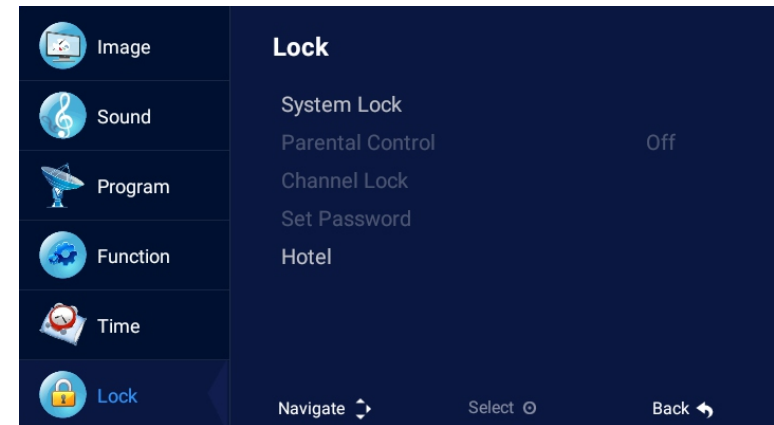 Image
Sound
Program
Function
Time
Lock
Lock
System Lock
Parental Control Off
Channel Lock
Set Password
Hotel
Navigate Select Back